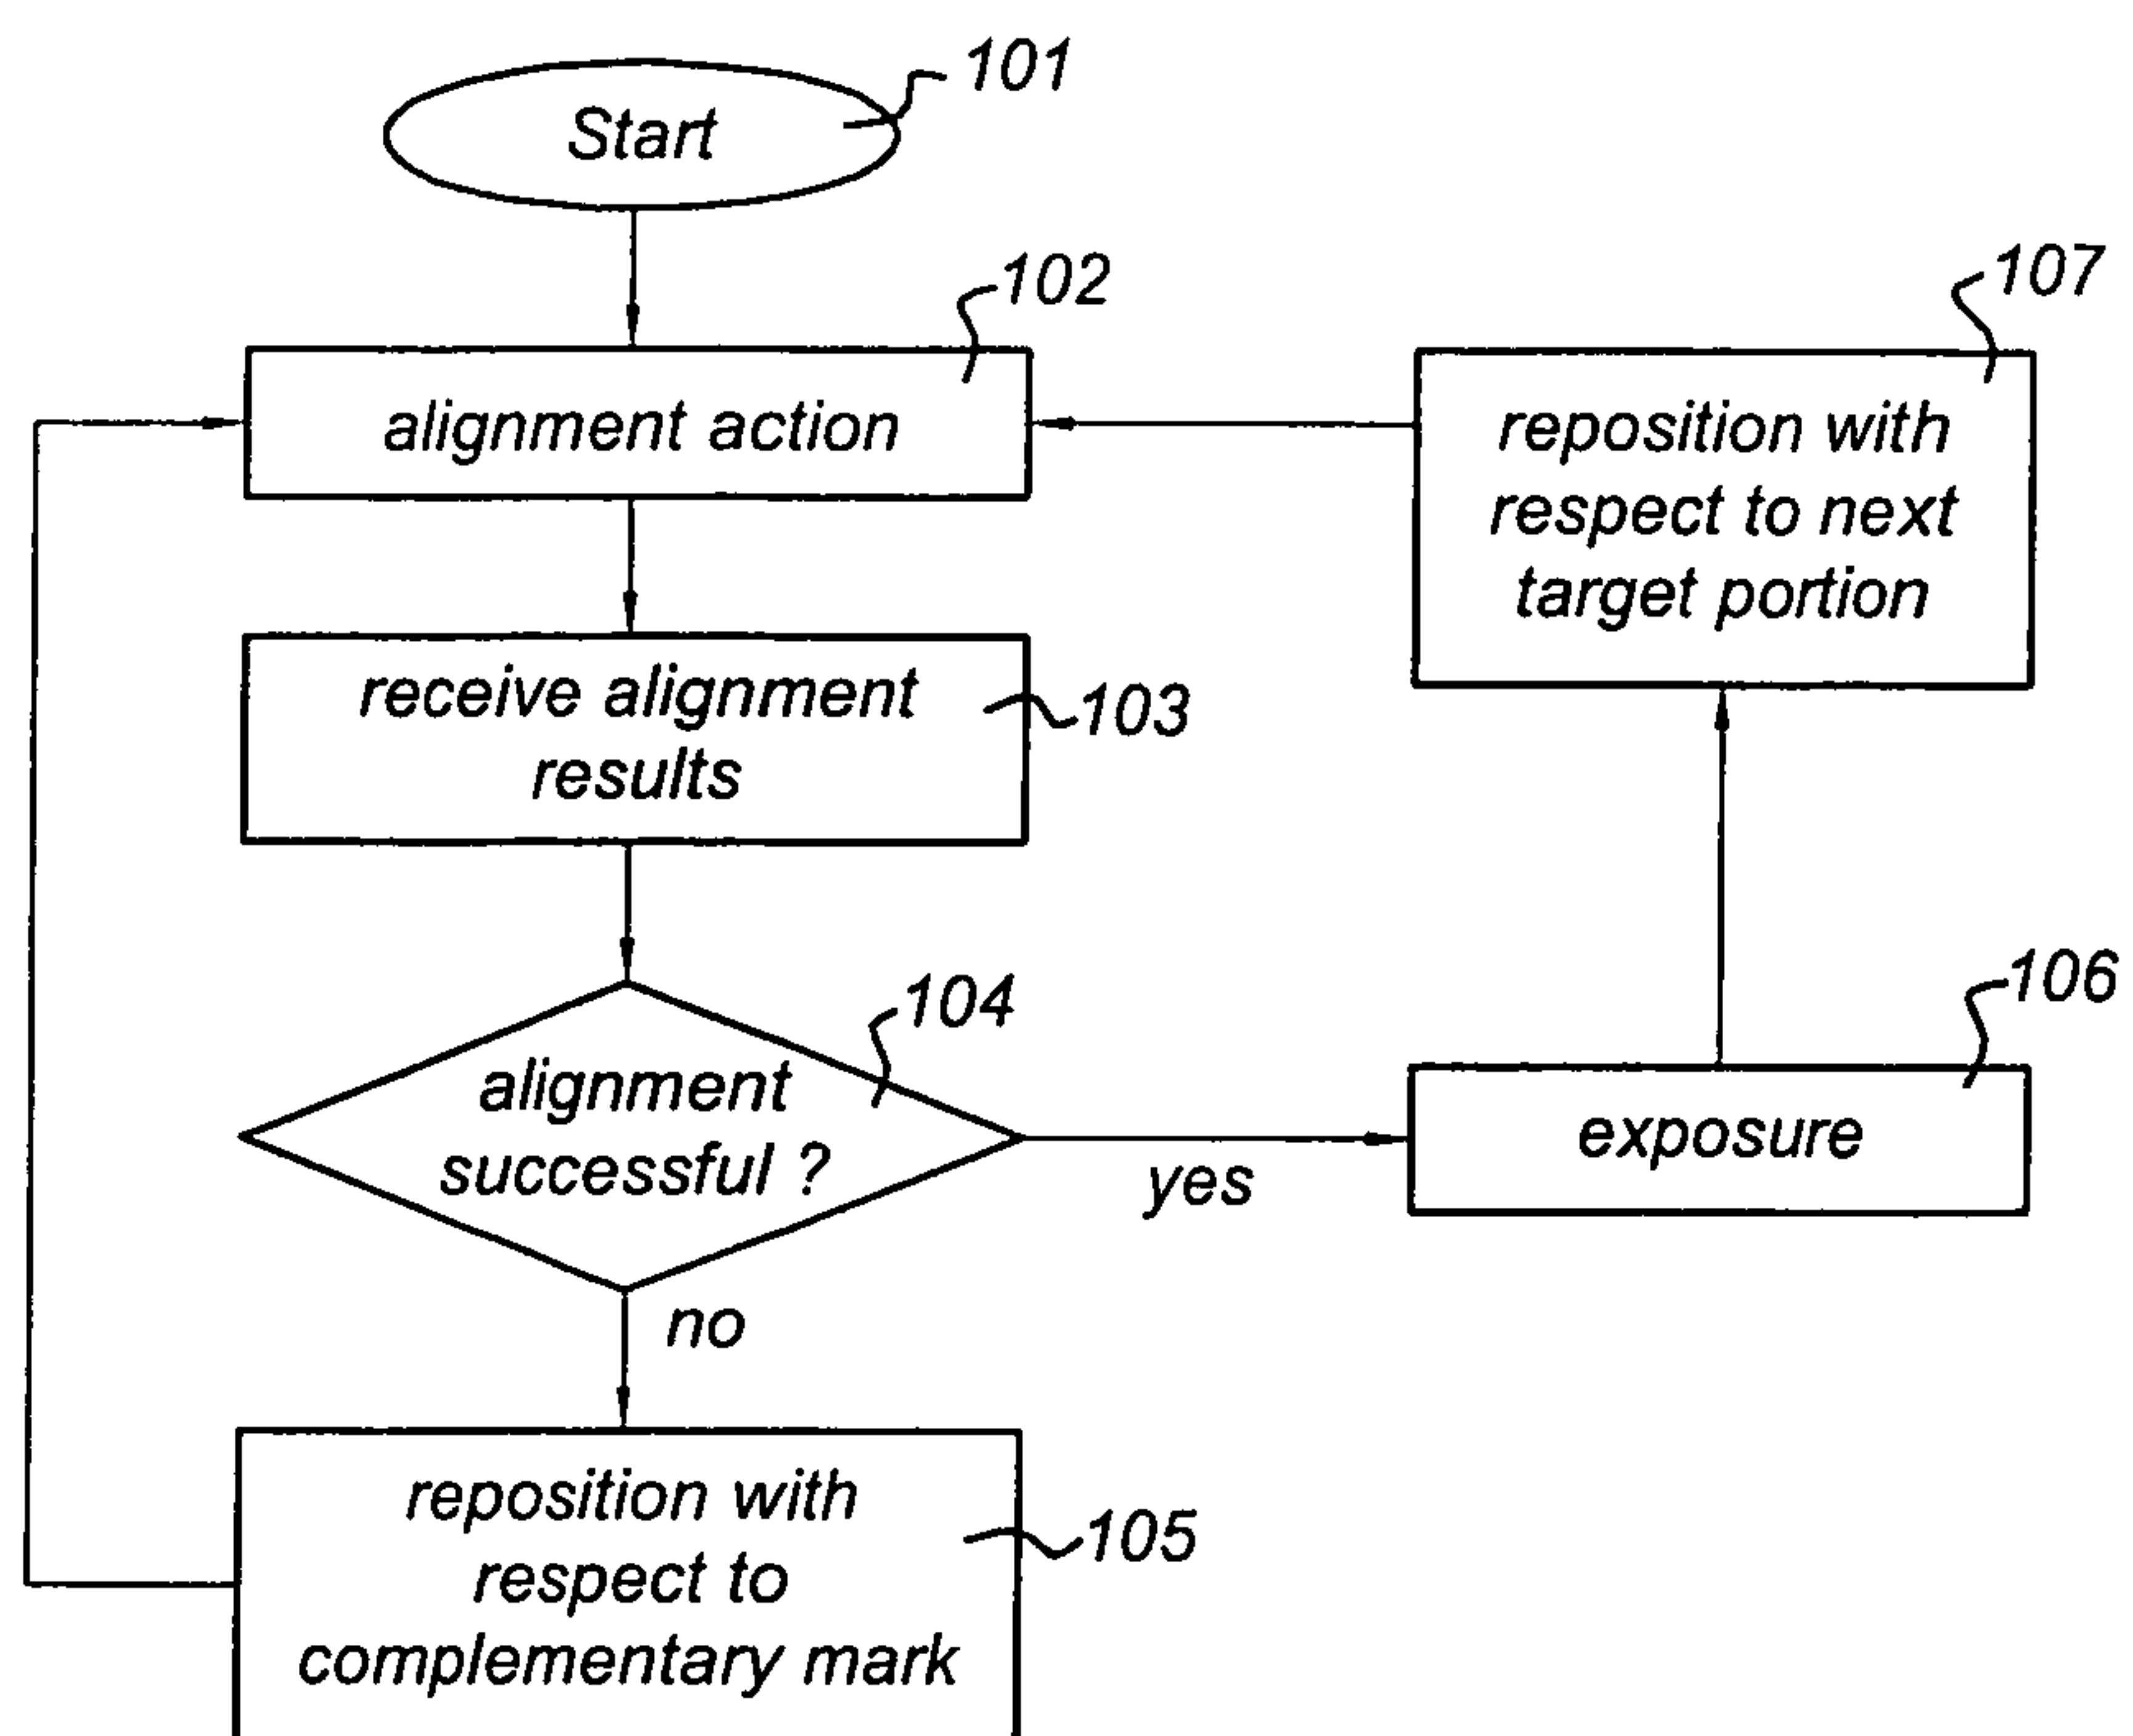 101
Start
102
alignment action
107
reposition with
respect to next
target portion
receive alignment
results
103
104
alignment
successful ?
yes
106
exposure
no
reposition with
respect to
complementary mark
105